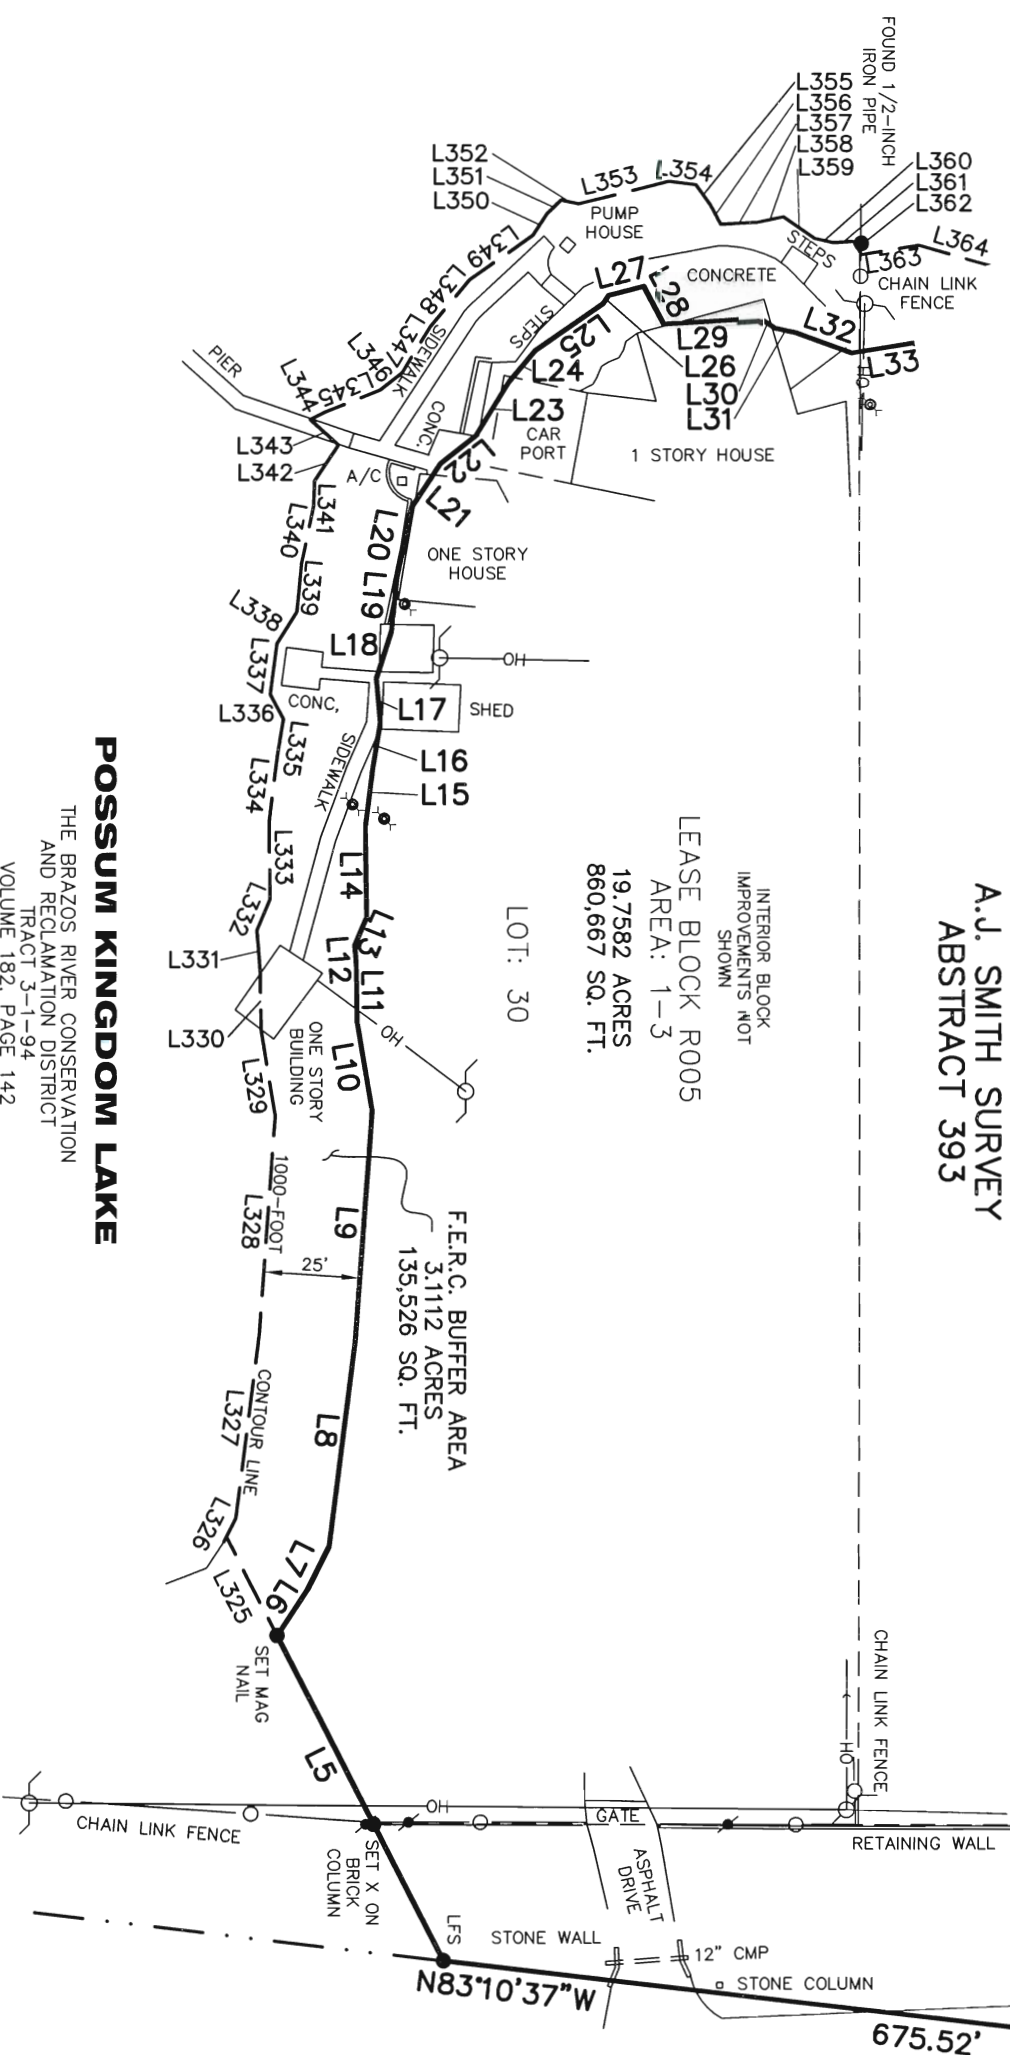 FOUND 1/2-INCH
IRON PIPE
L355
L356
L357
L358
L359
L360
L361
L362
L363
L364
CHAIN LINK
FENCE
L352
L351
L350
L353
L354
PUMP
HOUSE
STEPS
CONCRETE
L27
L28
L29
L26
L30
L31
L32
L33
OH
L349
L348
L347
L346
L345
L344
SIDEWALK
STEPS
L25
L24
L23
CAR
PORT
1 STORY HOUSE
PIER
CONC.
L343
L342
A/C
L22
L21
L341
L340
L339
L338
L337
L336
L335
L334
L333
L332
L331
L330
L329
L20
L19
ONE STORY
HOUSE
L18
OH
CONC,
L17
SHED
SIDEWALK
L16
L15
L14
L13
L12
L11
L10
OH
ONE STORY
BUILDING
A.J. SMITH SURVEY
ABSTRACT 393
INTERIOR BLOCK
IMPROVEMENTS NOT
SHOWN
LEASE BLOCK R005
AREA: 1-3
19.7582 ACRES
860,667 SQ. FT.
LOT: 30
POSSUM KINGDOM LAKE
THE BRAZOS RIVER CONSERVATION
AND RECLAMATION DISTRICT
TRACT 3-1-94
VOLUME 182, PAGE 142
1000-FOOT
L328
L9
25'
F.E.R.C. BUFFER AREA
3.1112 ACRES
135,526 SQ. FT.
CONTOUR LINE
L327
L8
L326
L325
L7
L6
SET MAG
NAIL
L5
CHAIN LINK FENCE
OH
CHAIN LINK FENCE
OH
GATE
RETAINING WALL
SET X ON
BRICK
COLUMN
ASPHALT
DRIVE
LFS
STONE WALL
12" CMP
STONE COLUMN
N83°10'37"W
675.52'